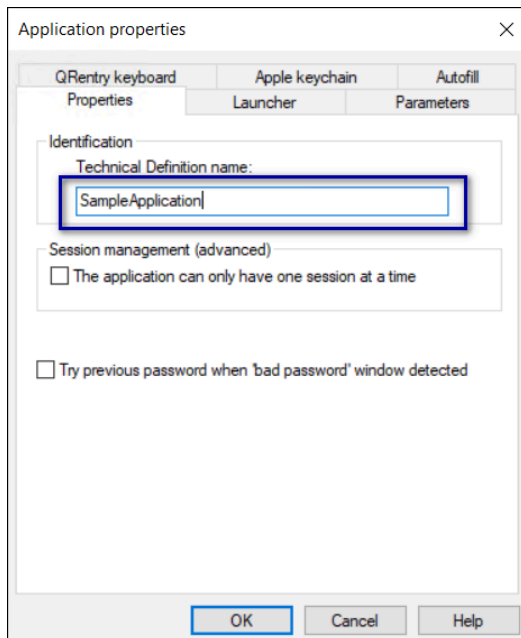 Application properties
QRentry keyboard
Apple keychain
Autofill
Properties
Launcher
Parameters
Identification
Technical Definition name:
SampleApplication
Session management (advanced)
The application can only have one session at a time
Try previous password when 'bad password' window detected
OK
Cancel
Help